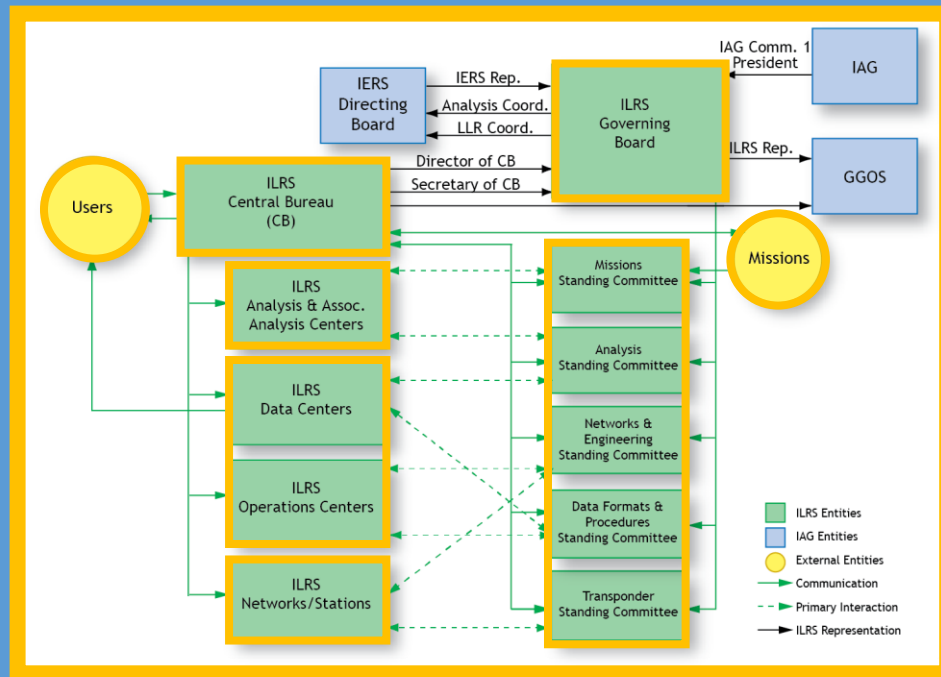 IAG Comm. 1
President
IAG
IERS
Directing
Board
IERS Rep.
Analysis Coord.
LLR Coord.
ILRS
Governing
Board
ILRS Rep.
GGOS
Director of CB
Secretary of CB
Users
ILRS
Central Bureau
(CB)
Missions
ILRS
Analysis & Assoc.
Analysis Centers
Missions
Standing Committee
Analysis
Standing Committee
ILRS
Data Centers
Networks &
Engineering
Standing Committee
ILRS
Operations Centers
Data Formats &
Procedures
Standing Committee
ILRS
Networks/Stations
Transponder
Standing Committee
ILRS Entities
IAG Entities
External Entities
Communication
Primary Interaction
ILRS Representation